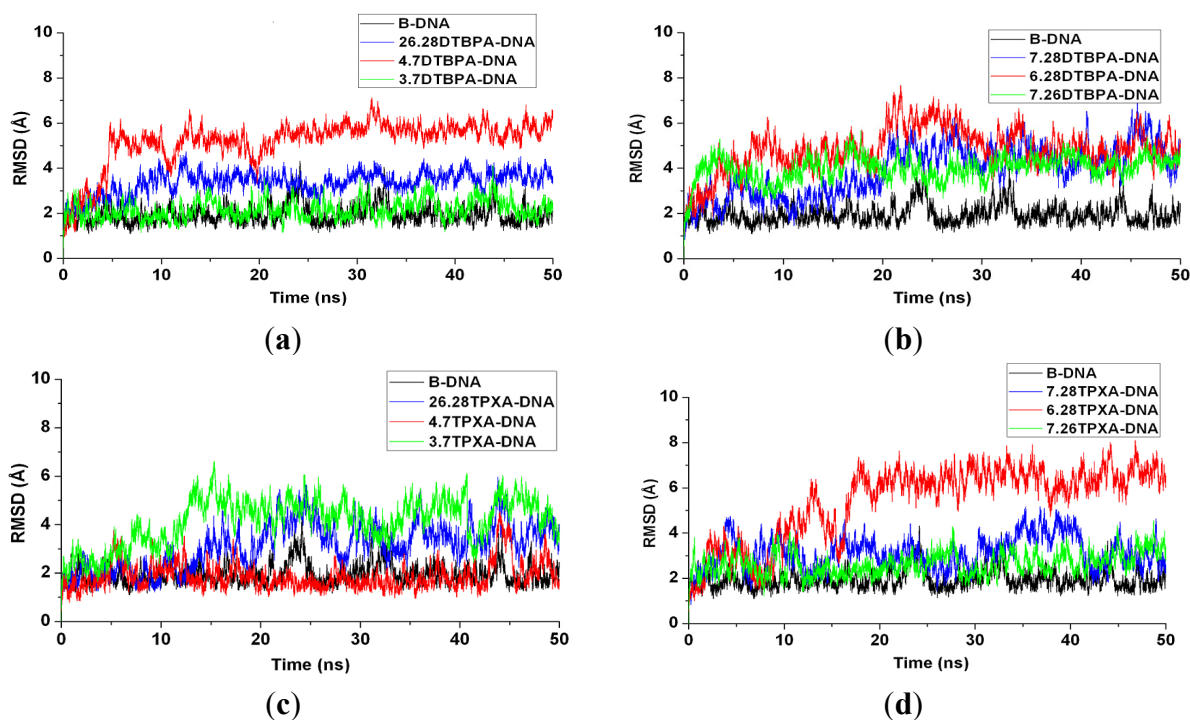 B-DNA
26.28DTBPA-DNA
4.7DTBPA-DNA
3.7DTBPA-DNA
10
8
6
4
2
0
RMSD (Å)
0 10 20 30 40 50
Time (ns)
(a)
B-DNA
7.28DTBPA-DNA
6.28DTBPA-DNA
7.26DTBPA-DNA
10
8
6
4
2
0
RMSD (Å)
0 10 20 30 40 50
Time (ns)
(b)
B-DNA
26.28TPXA-DNA
4.7TPXA-DNA
3.7TPXA-DNA
10
8
6
4
2
0
RMSD (Å)
0 10 20 30 40 50
Time (ns)
(c)
B-DNA
7.28TPXA-DNA
6.28TPXA-DNA
7.26TPXA-DNA
10
8
6
4
2
0
RMSD (Å)
0 10 20 30 40 50
Time (ns)
(d)